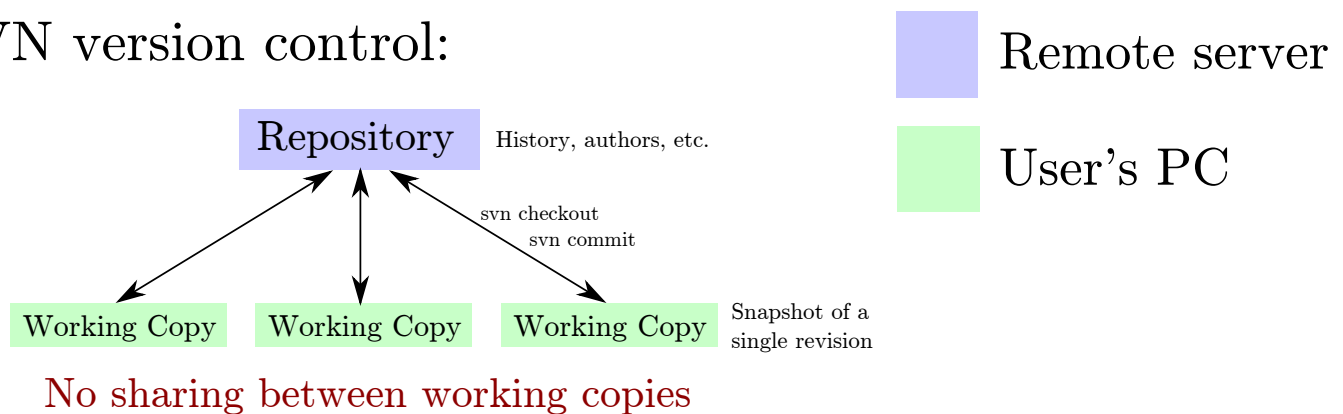 VN version control:
Remote server
Repository
History, authors, etc.
User's PC
svn checkout
svn commit
Working Copy
Working Copy
Working Copy
Snapshot of a
single revision
No sharing between working copies